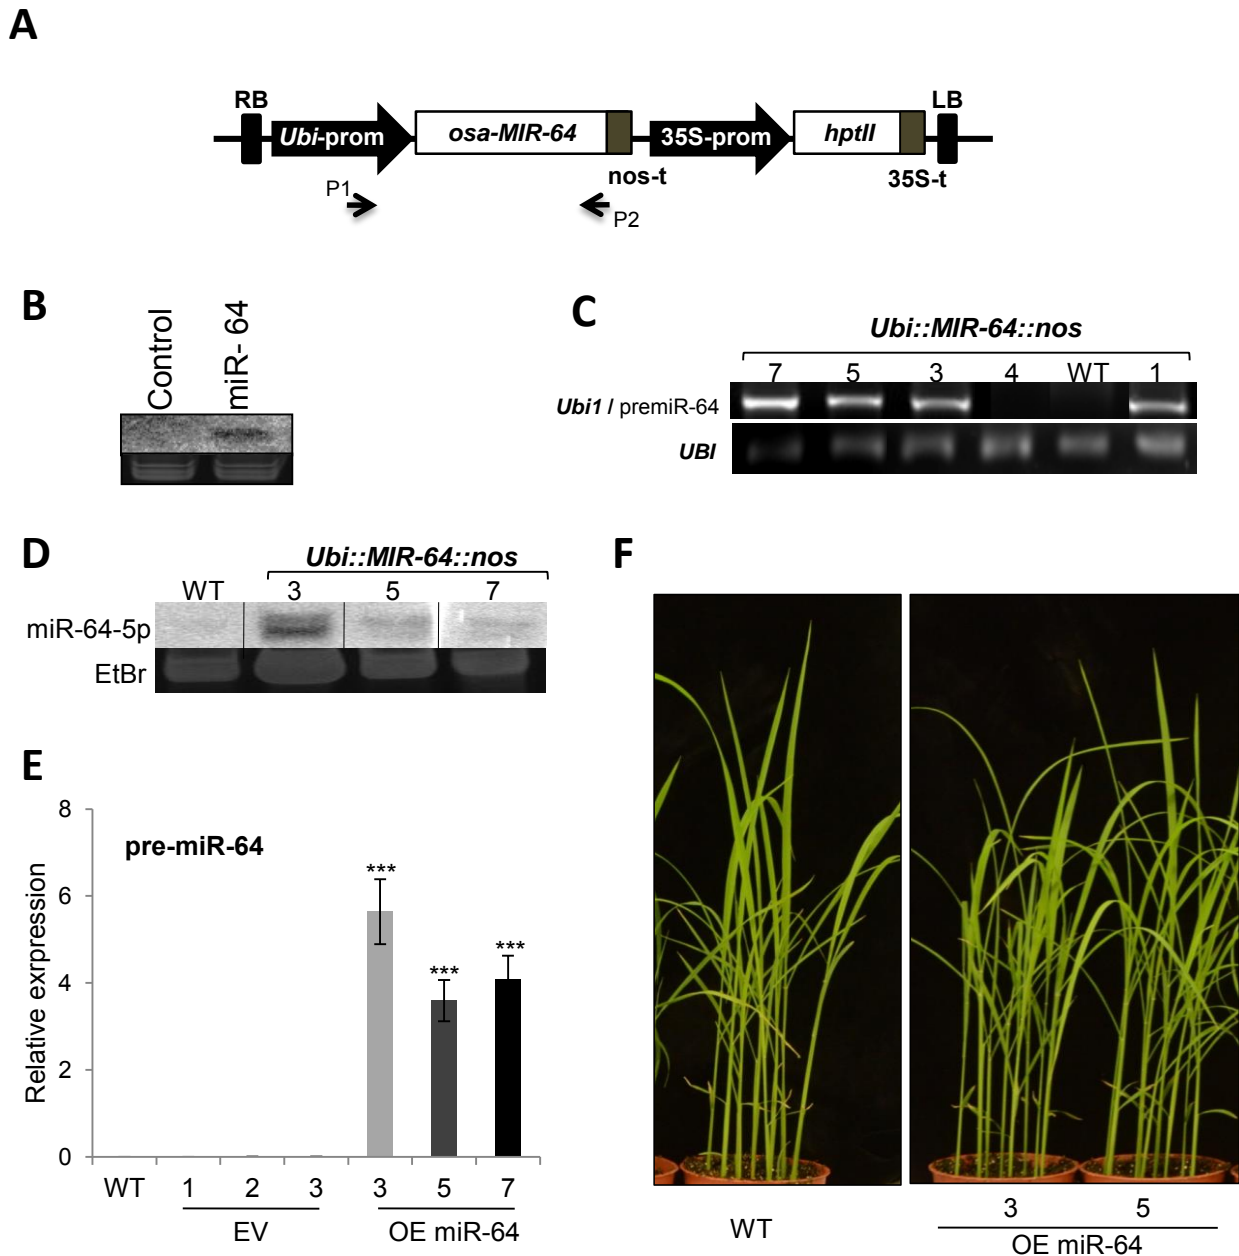 A
RB
LB
Ubi-prom
osa-MIR-64
35S-prom
hptII
nos-t
35S-t
P1
P2
B
Control
miR- 64
C
Ubi::MIR-64::nos
7 5 3 4 WT 1
Ubi1 / premiR-64
UBI
D
Ubi::MIR-64::nos
WT 3 5 7
miR-64-5p
EtBr
E
Relative exrpression
8
6
4
2
0
pre-miR-64
***
***
***
WT 1 2 3 3 5 7
EV
OE miR-64
F
WT
3 5
OE miR-64